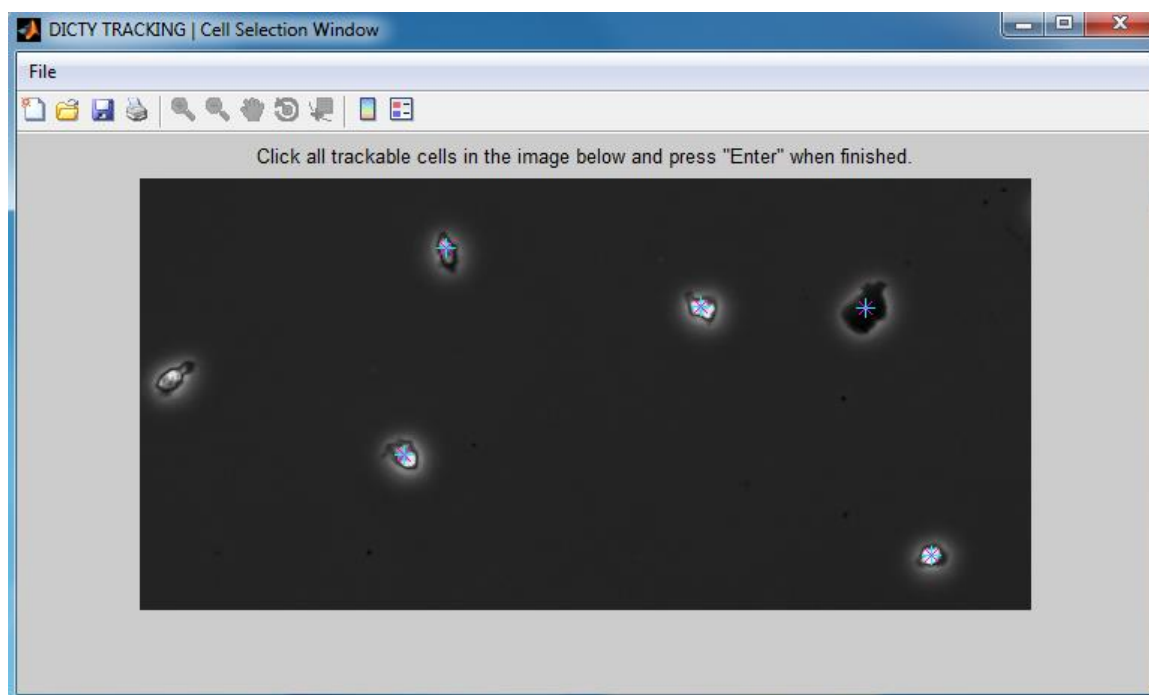 DICTY TRACKING | Cell Selection Window
File
Click all trackable cells in the image below and press "Enter" when finished.